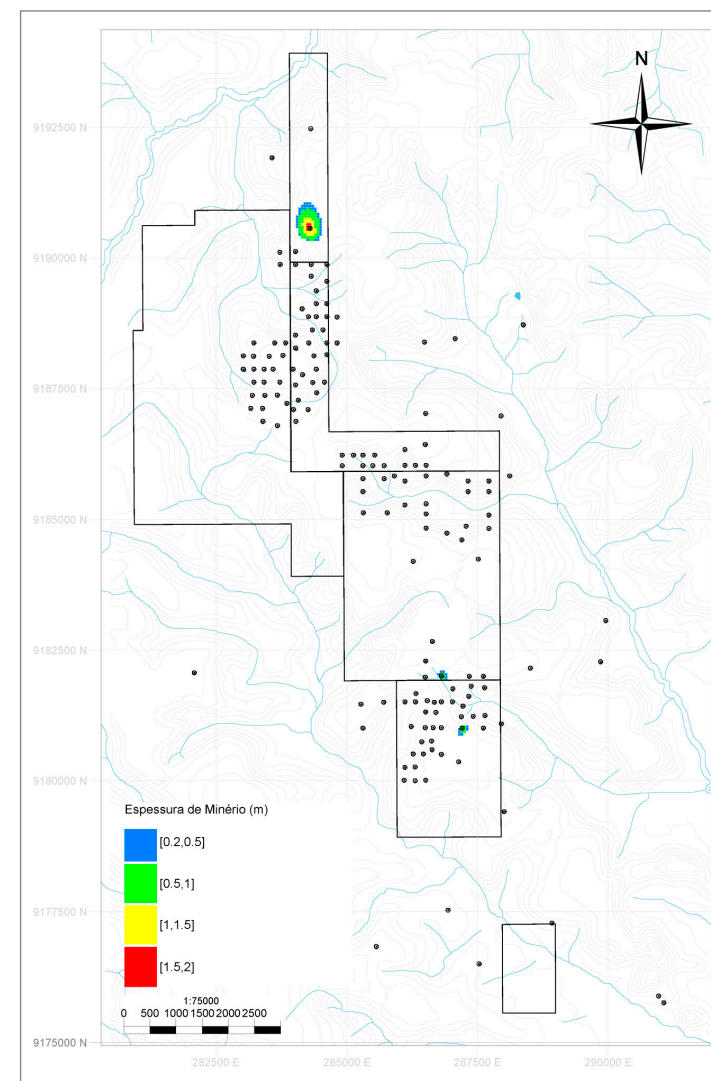 N
9192500 N
9190000 N
9187500 N
9185000 N
9182500 N
9180000 N
9177500 N
9175000 N
Espessura de Minério (m)
[0.2,0.5]
[0.5,1]
[1,1.5]
[1.5,2]
1:75000
0 500 1000 1500 2000 2500
282500 E 285000 E 287500 E 290000 E